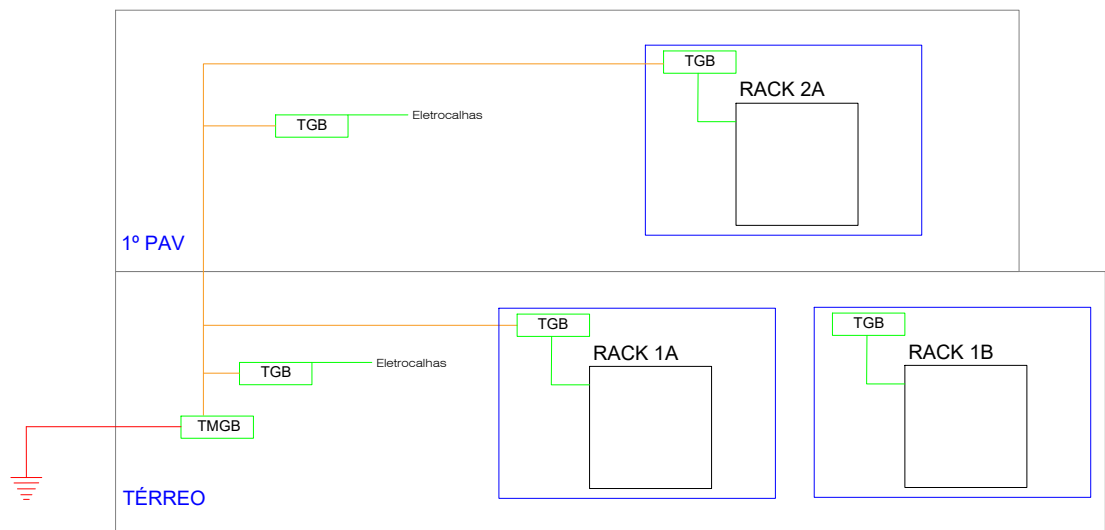 TGB
RACK 2A
TGB
Eletrocalhas
1º PAV
TGB
TGB
RACK 1A
RACK 1B
TGB
Eletrocalhas
TMGB
TÉRREO